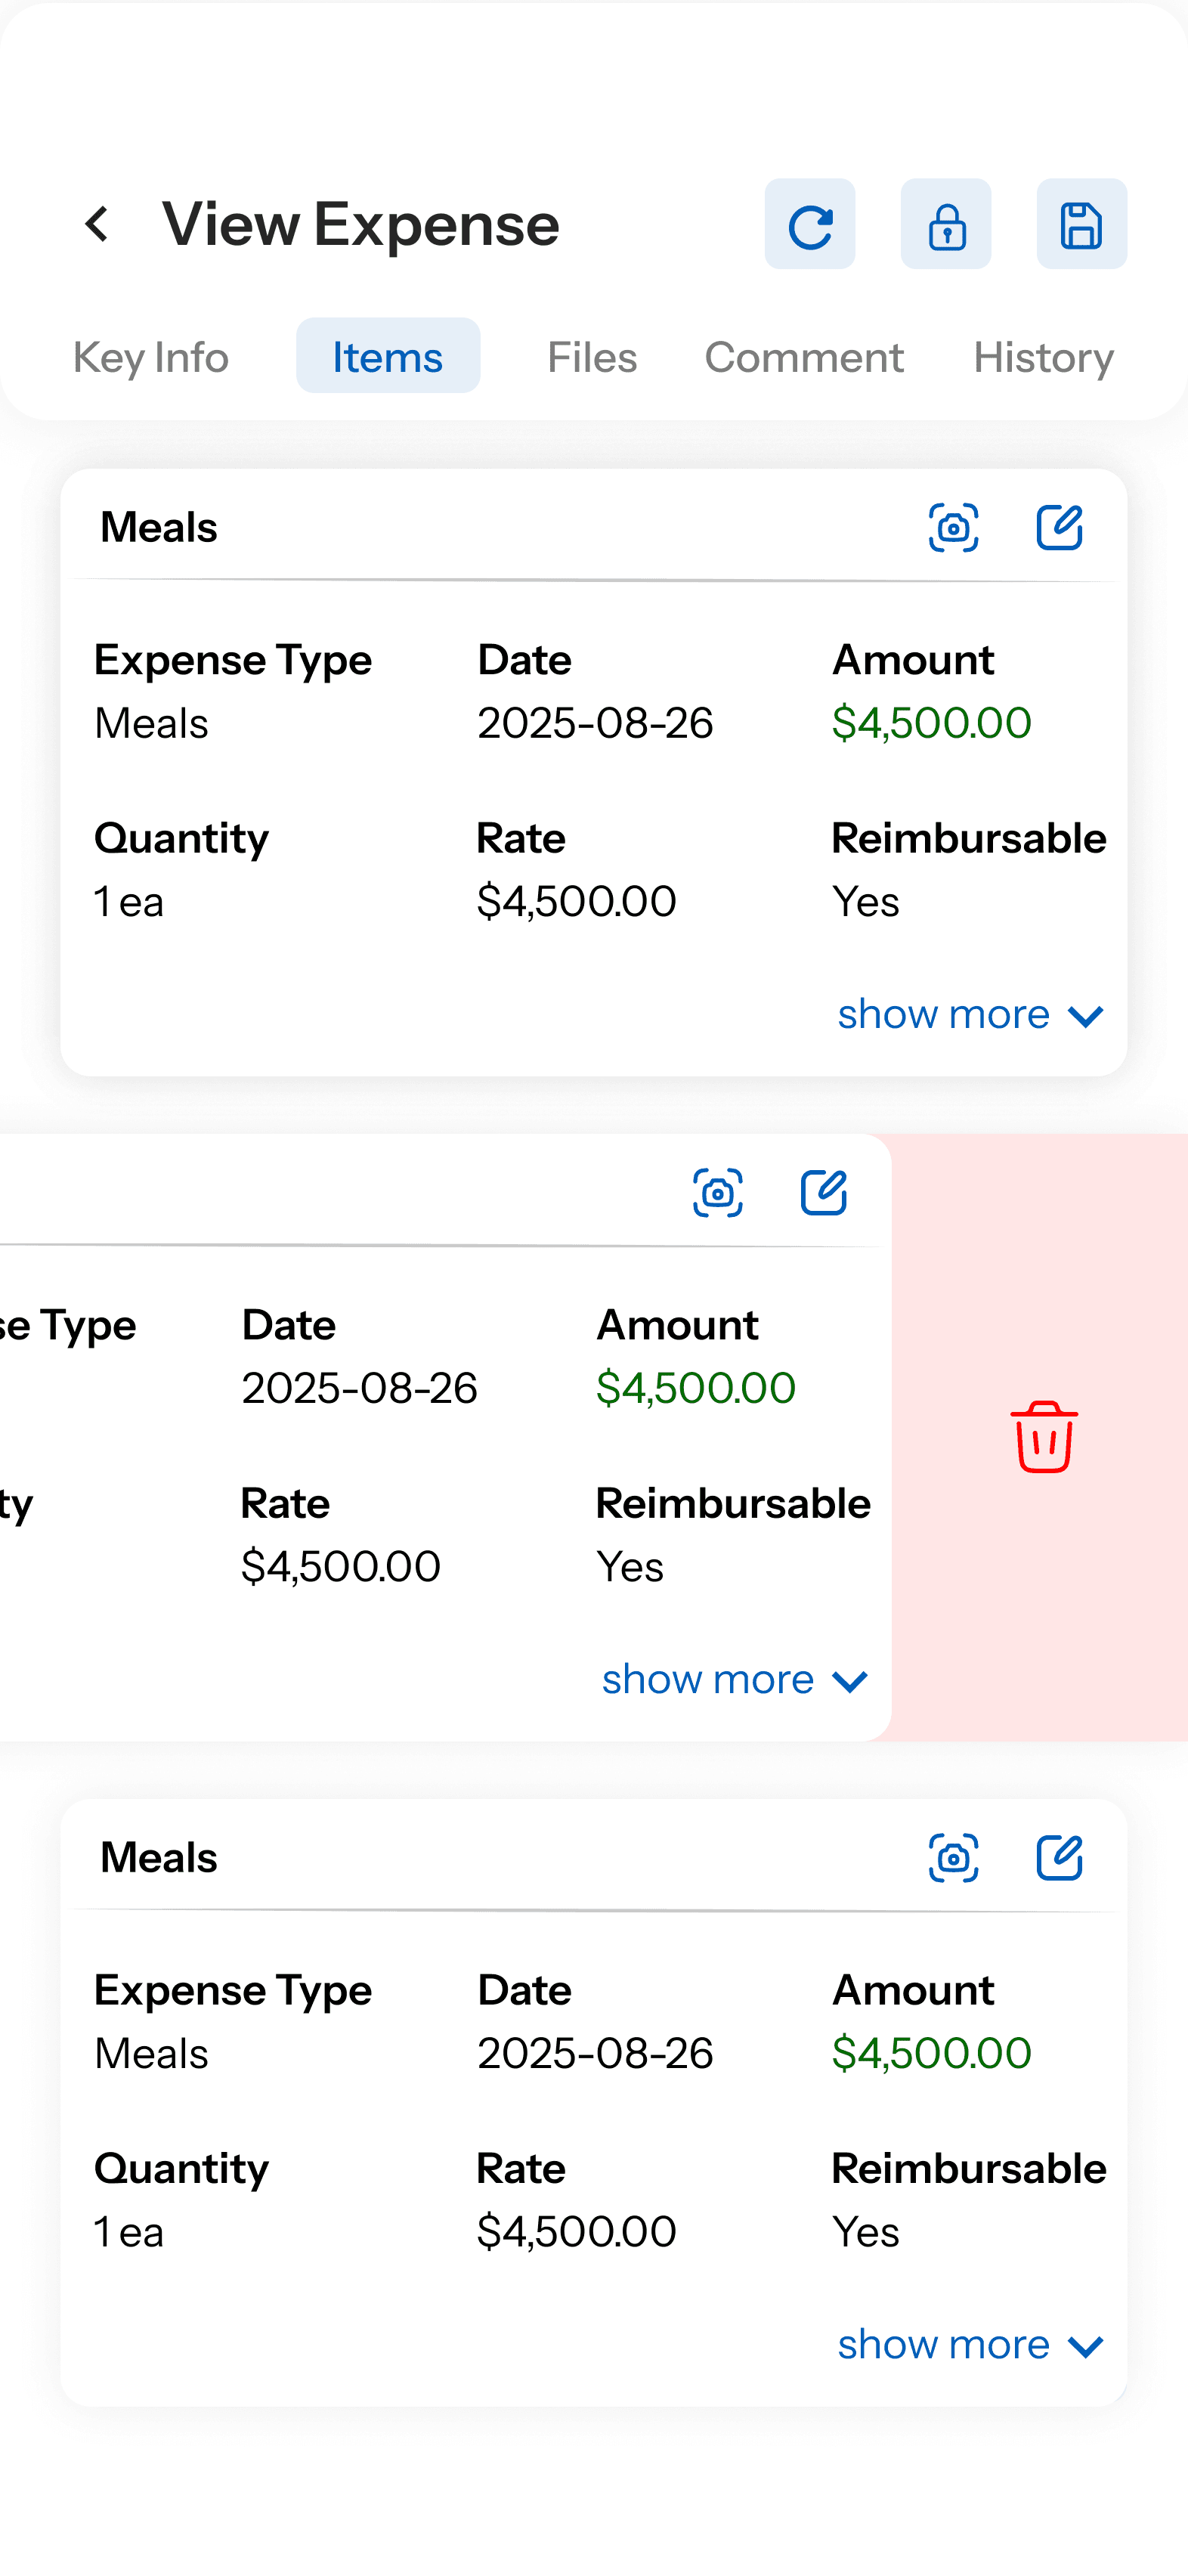 View Expense
Key Info Items Files Comment History
Meals
Expense Type Date Amount
Meals 2025-08-26 $4,500.00
Quantity Rate Reimbursable
1 ea $4,500.00 Yes
show more
se Type Date Amount
2025-08-26 $4,500.00
ty Rate Reimbursable
$4,500.00 Yes
show more
Meals
Expense Type Date Amount
Meals 2025-08-26 $4,500.00
Quantity Rate Reimbursable
1 ea $4,500.00 Yes
show more